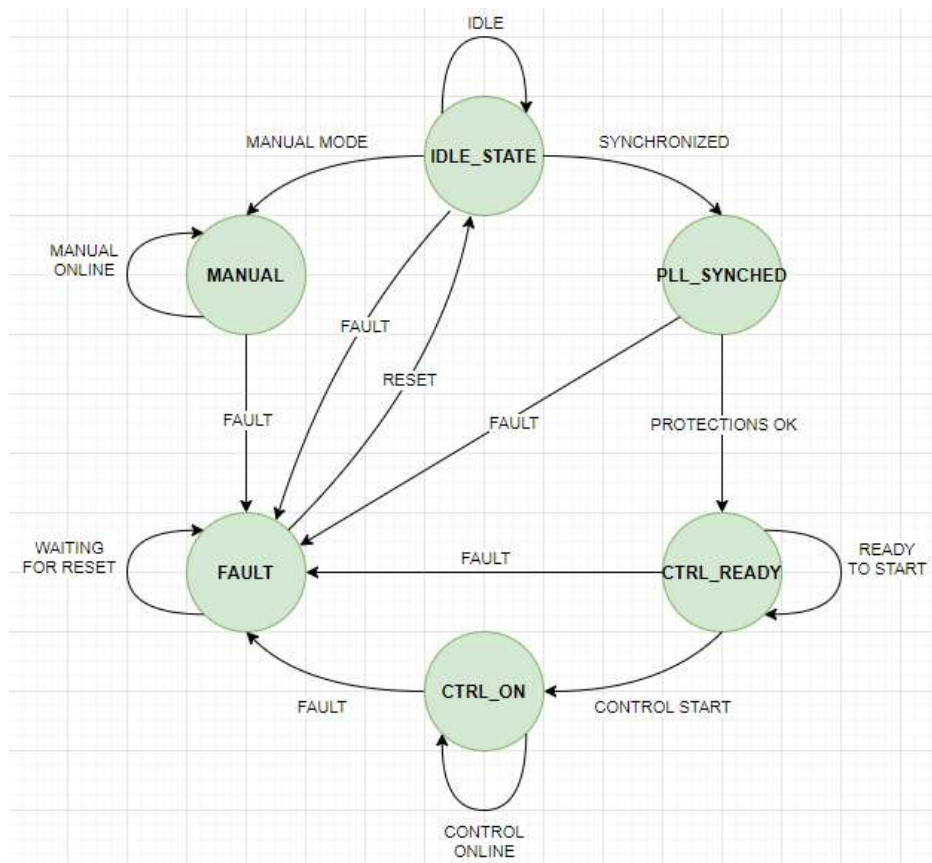 IDLE
MANUAL MODE
IDLE_STATE
SYNCHRONIZED
MANUAL
ONLINE
MANUAL
PLL_SYNCHED
FAULT
RESET
FAULT
FAULT
PROTECTIONS OK
WAITING
FOR RESET
FAULT
FAULT
CTRL_READY
READY
TO START
FAULT
CTRL_ON
CONTROL START
CONTROL
ONLINE